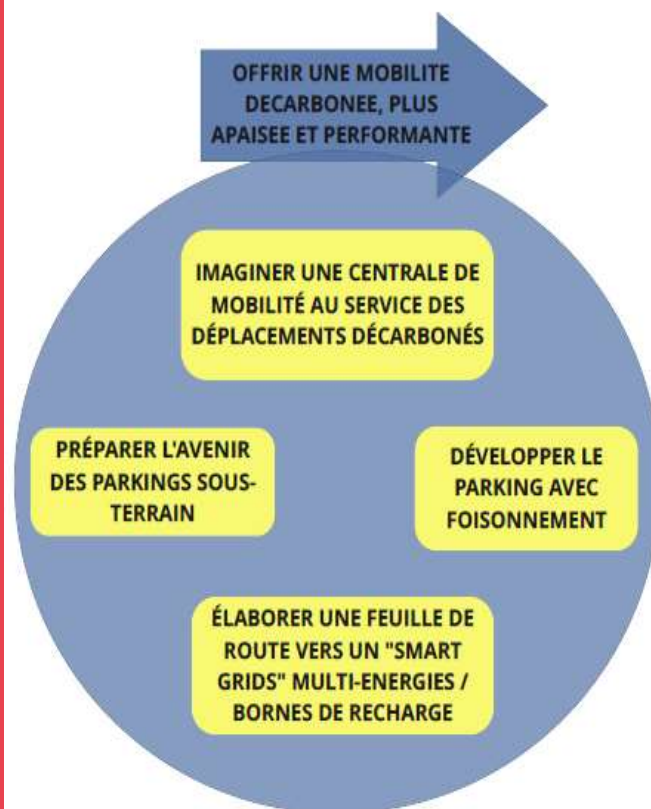 OFFRIR UNE MOBILITE
DECARBONEE, PLUS
APAISEE ET PERFORMANTE
IMAGINER UNE CENTRALE DE
MOBILITÉ AU SERVICE DES
DÉPLACEMENTS DÉCARBONÉS
PRÉPARER L'AVENIR
DES PARKINGS SOUS-
TERRAIN
DÉVELOPPER LE
PARKING AVEC
FOISONNEMENT
ÉLABORER UNE FEUILLE DE
ROUTE VERS UN "SMART
GRIDS" MULTI-ENERGIES /
BORNES DE RECHARGE